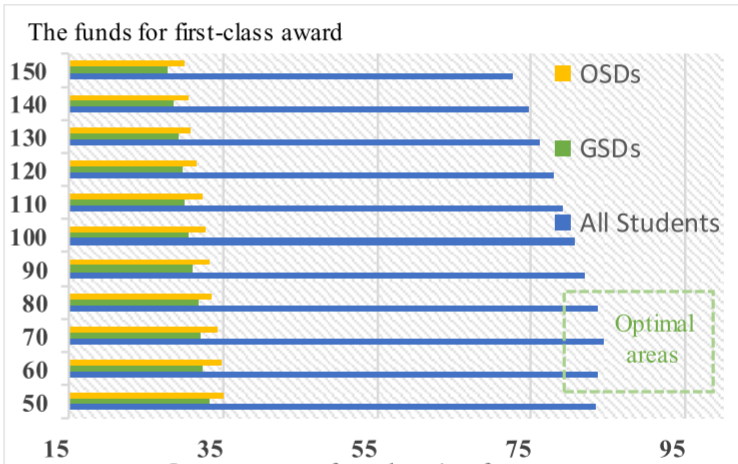 The funds for first-class award
150
140
130
120
110
100
90
80
70
60
50
OSDs
GSDs
All Students
Optimal
areas
15 35 55 75 95